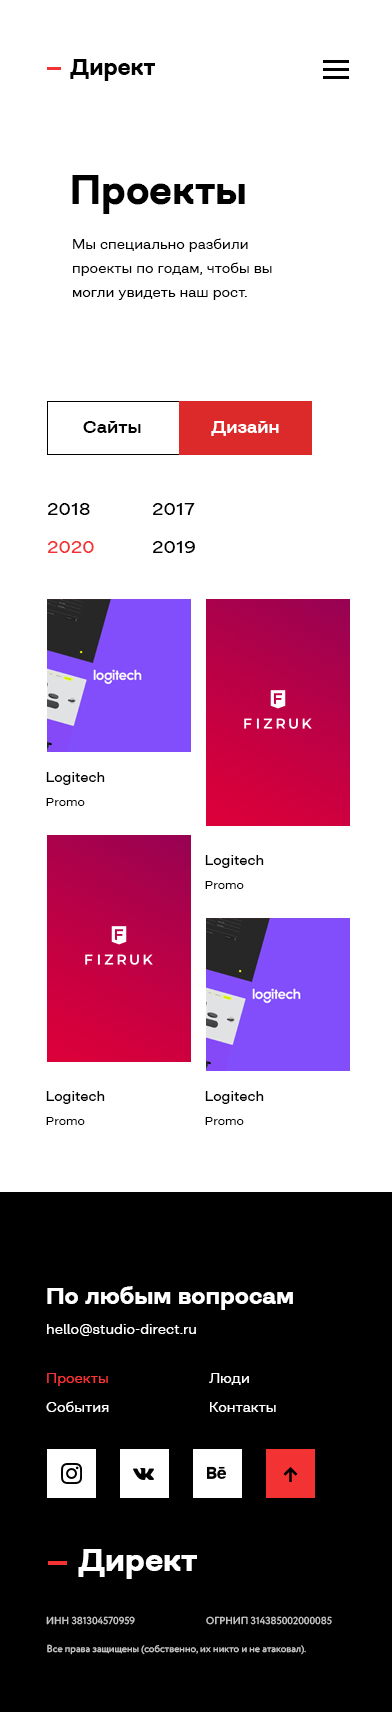 Директ
Проекты
Мы специально разбили
проекты по годам, чтобы вы
могли увидеть наш рост.
Сайты Дизайн
2018 2017
2020 2019
logitech
Logitech
Promo
FIZRUK
Logitech
Promo
FIZRUK
Logitech
Promo
logitech
Logitech
Promo
По любым вопросам
hello@studio-direct.ru
Проекты Люди
События Контакты
Bē
Директ
ИНН 381304570959 ОГРНИП 314385002000085
Все права защищены (собственно, их никто и не атаковал).